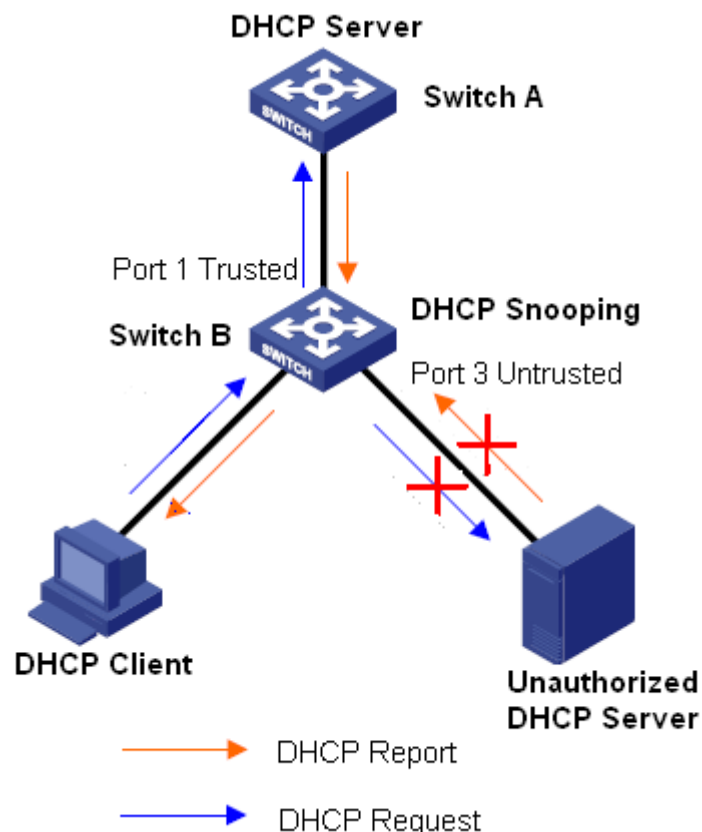 DHCP Server
Switch A
SWITCH
Port 1 Trusted
DHCP Snooping
Switch B
SWITCH
Port 3 Untrusted
DHCP Client
Unauthorized
DHCP Server
DHCP Report
DHCP Request